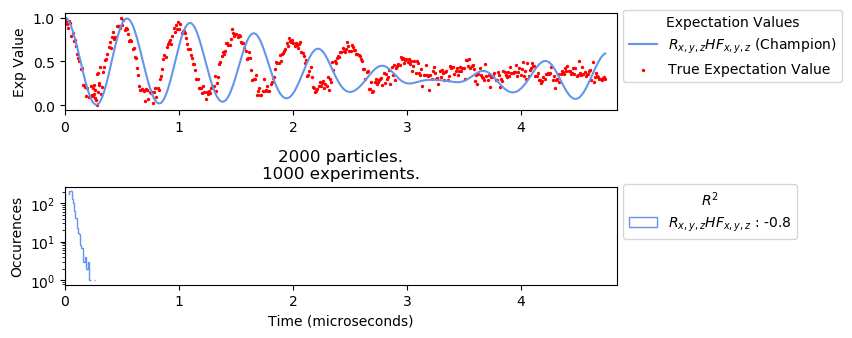 Exp Value
1.0
0.5
0.0
0 1 2 3 4
Expectation Values
R_{x,y,z}HF_{x,y,z} (Champion)
True Expectation Value
2000 particles.
1000 experiments.
Occurences
10^2
10^1
10^0
0 1 2 3 4
Time (microseconds)
R^2
R_{x,y,z}HF_{x,y,z} : -0.8